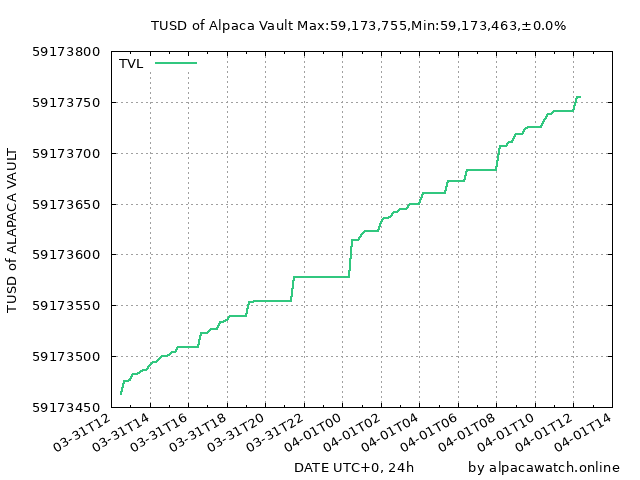 TUSD of Alpaca Vault Max:59,173,755,Min:59,173,463,±0.0%
TVL
TUSD of ALAPACA VAULT
59173800
59173750
59173700
59173650
59173600
59173550
59173500
59173450
03-31T12
03-31T14
03-31T16
03-31T18
03-31T20
03-31T22
04-01T00
04-01T02
04-01T04
04-01T06
04-01T08
04-01T10
04-01T12
04-01T14
DATE UTC+0, 24h
by alpacawatch.online